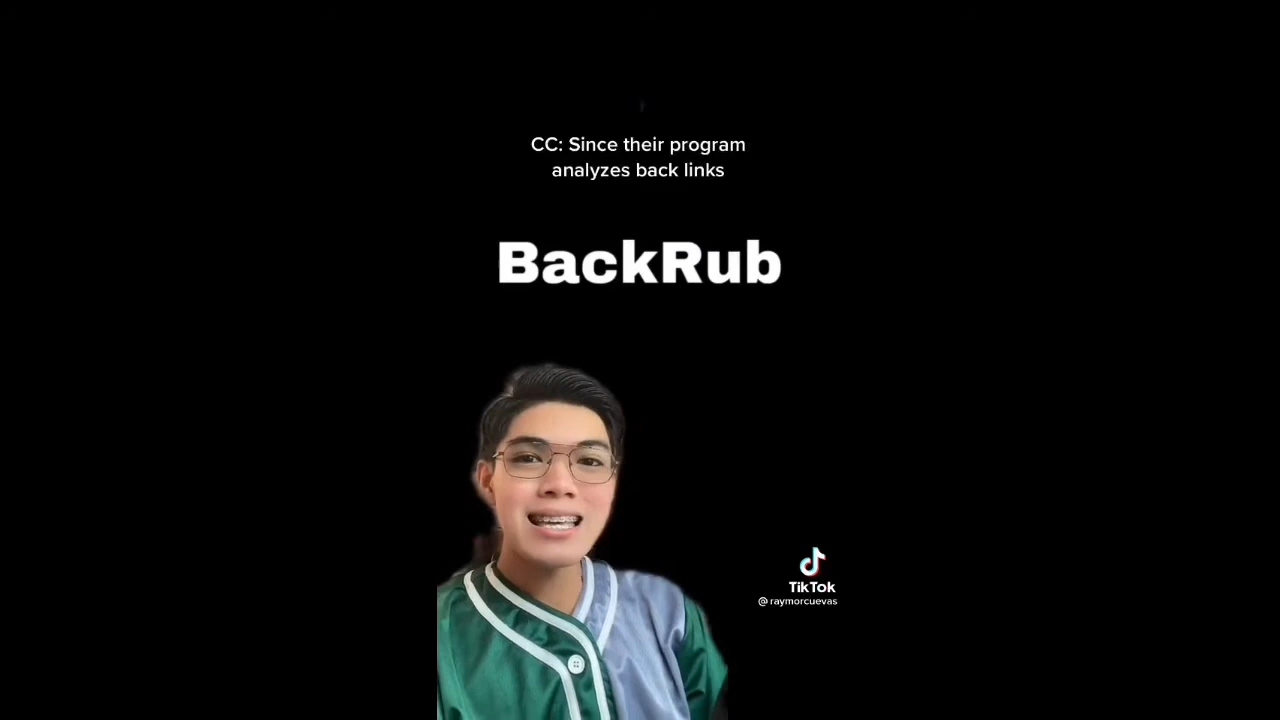 CC: Since their program
analyzes back links
BackRub
TikTok
@raymorcuevas